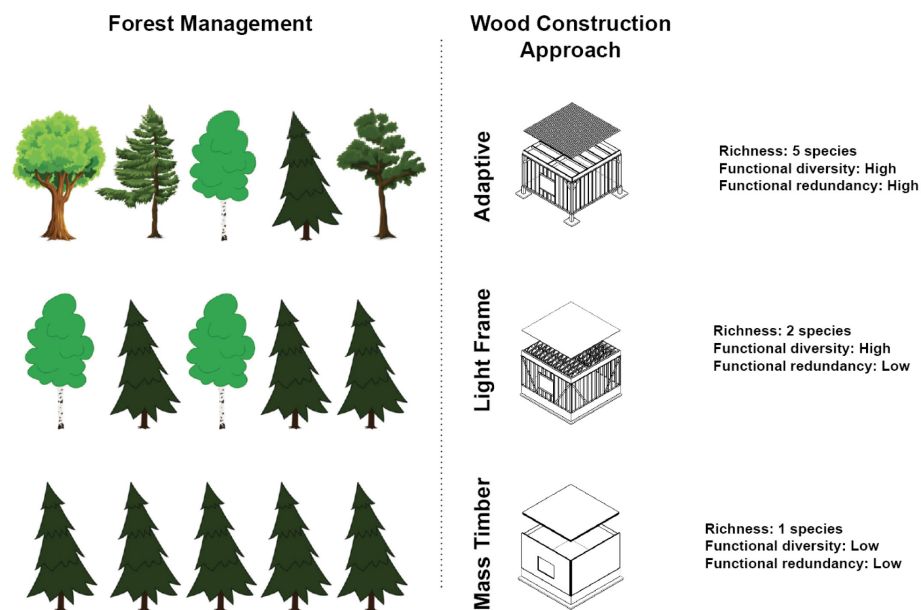 Forest Management
Wood Construction
Approach
Adaptive
Richness: 5 species
Functional diversity: High
Functional redundancy: High
Light Frame
Richness: 2 species
Functional diversity: High
Functional redundancy: Low
Mass Timber
Richness: 1 species
Functional diversity: Low
Functional redundancy: Low